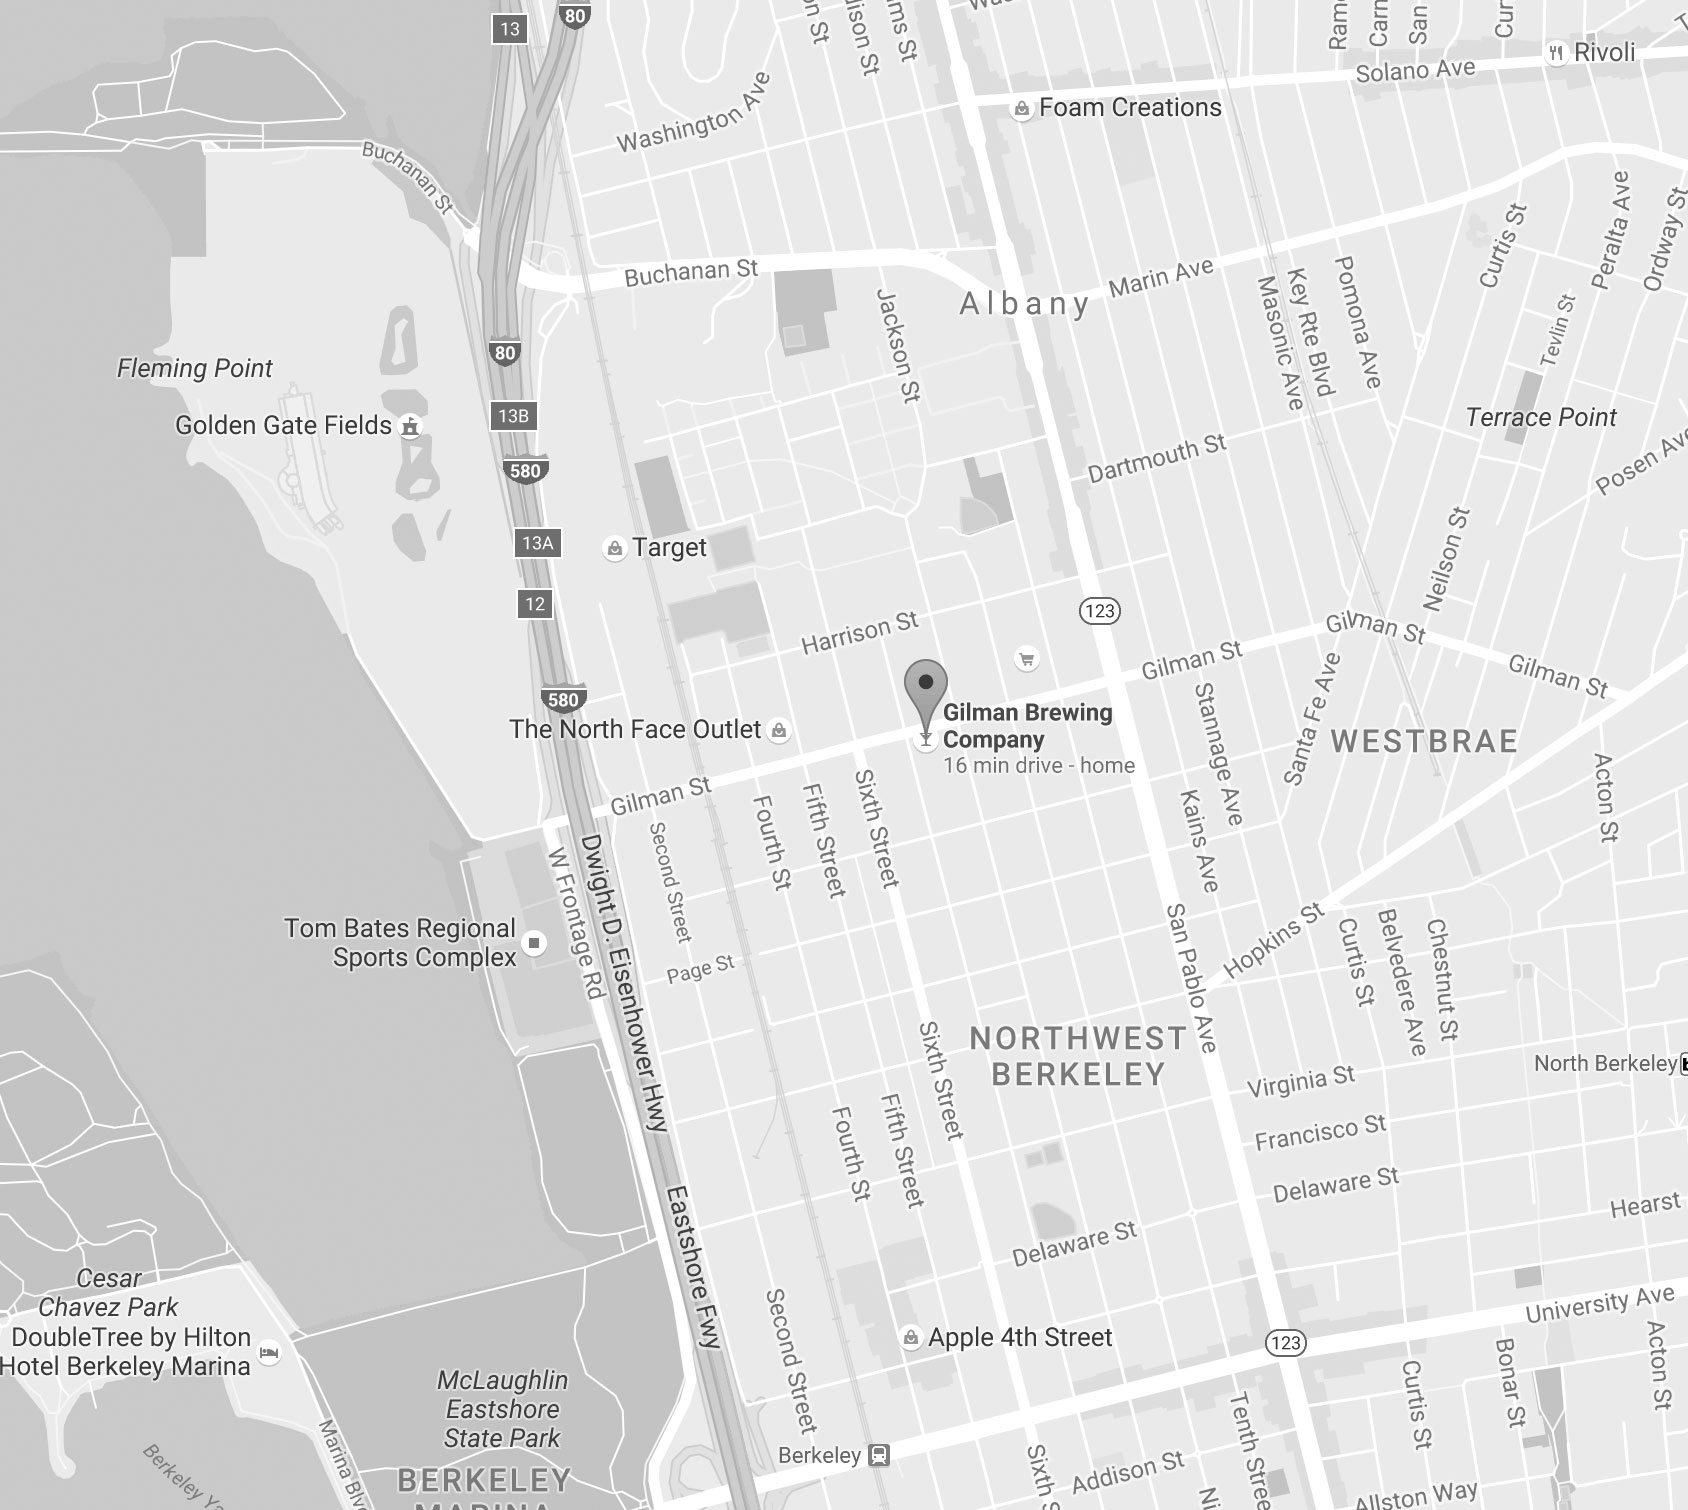 13
80
Solano Ave
Rivoli
Foam Creations
Washington Ave
Buchanan St
Buchanan St
Albany
Marin Ave
Jackson St
Masonic Ave
Key Rte Blvd
Pomona Ave
Curtis St
Peralta Ave
Ordway St
Tevlin St
Fleming Point
80
Golden Gate Fields
13B
580
Terrace Point
Dartmouth St
Posen Ave
13A
Target
12
Neilson St
123
Harrison St
Gilman St
Gilman St
Gilman St
580
The North Face Outlet
Gilman Brewing
Company
16 min drive - home
Stannage Ave
Santa Fe Ave
WESTBRAE
Gilman St
Acton St
Kains Ave
Second Street
Fourth St
Fifth Street
Sixth Street
W Frontage Rd
Dwight D. Eisenhower Hwy
Tom Bates Regional
Sports Complex
Page St
San Pablo Ave
Hopkins St
Curtis St
Belvedere Ave
Chestnut St
NORTHWEST
BERKELEY
Sixth Street
Virginia St
North Berkeley
Francisco St
Fourth St
Fifth Street
Delaware St
Hearst
Delaware St
Eastshore Fwy
Cesar
Chavez Park
DoubleTree by Hilton
Hotel Berkeley Marina
Second Street
Apple 4th Street
123
University Ave
Acton St
Bonar St
Curtis St
McLaughlin
Eastshore
State Park
Marina Blvd
Berkeley
Tenth Street
Sixth S
Addison St
Allston Way
BERKELEY
MARINA